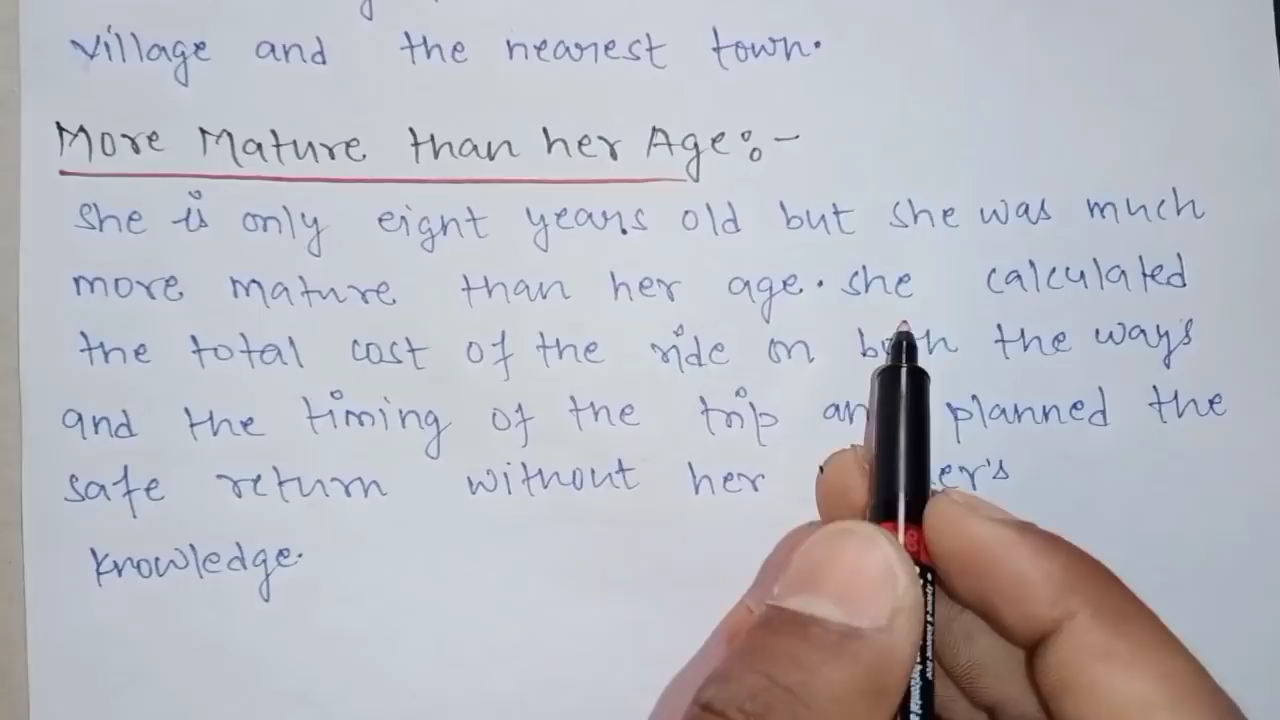 village and the nearest town.
More Mature than her Age:-
She is only eight years old but she was much
more mature than her age. She calculated
the total cost of the ride on both the ways
and the timing of the trip planned the
safe return without her
knowledge.